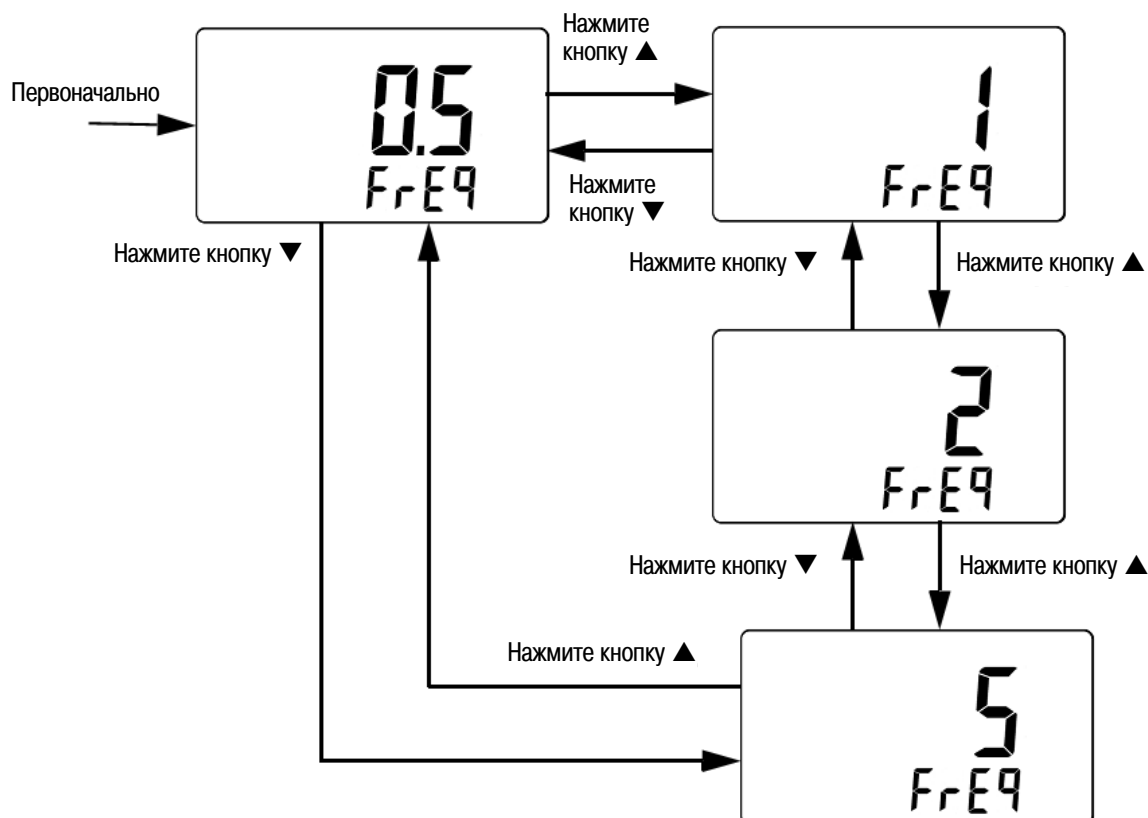 Первоначально
0.5
FrEq
Нажмите
кнопку ▲
Нажмите
кнопку ▼
1
FrEq
Нажмите кнопку ▼
Нажмите кнопку ▼
Нажмите кнопку ▲
2
FrEq
Нажмите кнопку ▼
Нажмите кнопку ▲
Нажмите кнопку ▲
5
FrEq